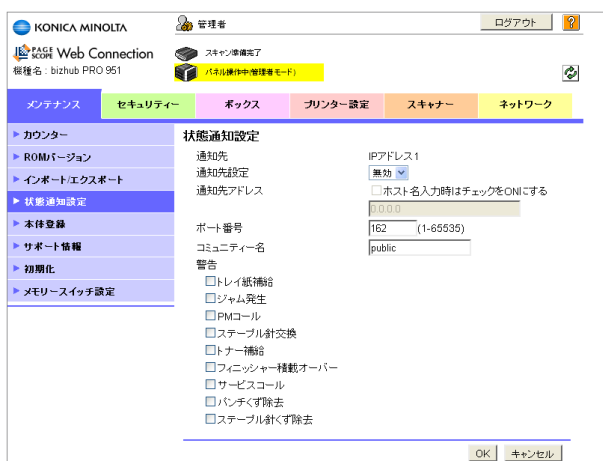 KONICA MINOLTA
管理者
ログアウト
?
PAGE SCOPE Web Connection
スキャン準備完了
機種名 : bizhub PRO 951
パネル操作中(管理者モード)
メンテナンス
セキュリティー
ボックス
プリンター設定
スキャナー
ネットワーク
カウンター
ROMバージョン
インポート/エクスポート
状態通知設定
本体登録
サポート情報
初期化
メモリースイッチ設定
状態通知設定
通知先 IPアドレス1
通知先設定 無効
通知先アドレス ホスト名入力時はチェックをONにする
0.0.0.0
ポート番号 162 (1-65535)
コミュニティー名 public
警告
トレイ紙補給
ジャム発生
PMコール
ステープル針交換
トナー補給
フィニッシャー積載オーバー
サービスコール
パンチくず除去
ステープル針くず除去
OK キャンセル